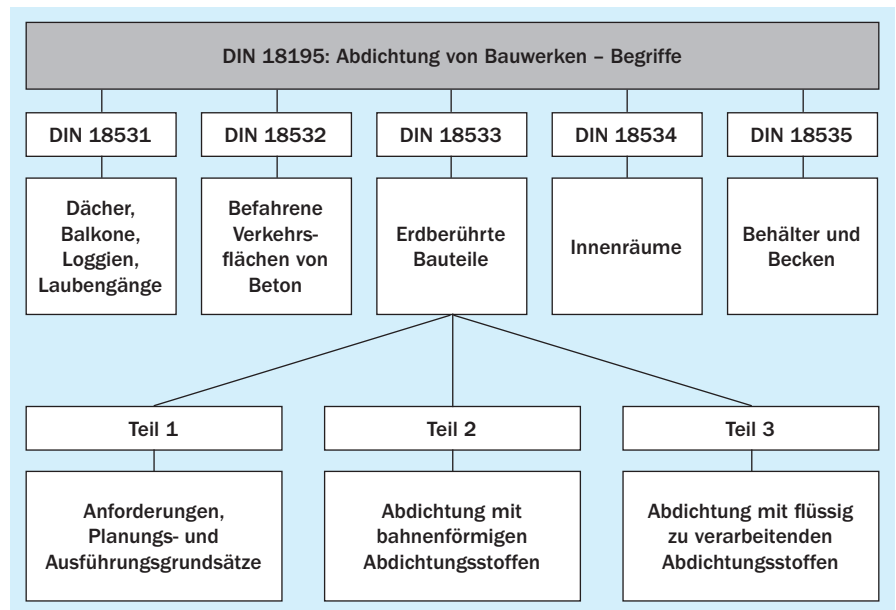 DIN 18195: Abdichtung von Bauwerken – Begriffe
DIN 18531
DIN 18532
DIN 18533
DIN 18534
DIN 18535
Dächer,
Balkone,
Loggien,
Laubengänge
Befahrene
Verkehrs-
flächen von
Beton
Erdberührte
Bauteile
Innenräume
Behälter und
Becken
Teil 1
Teil 2
Teil 3
Anforderungen,
Planungs- und
Ausführungsgrundsätze
Abdichtung mit
bahnenförmigen
Abdichtungsstoffen
Abdichtung mit flüssig
zu verarbeitenden
Abdichtungsstoffen